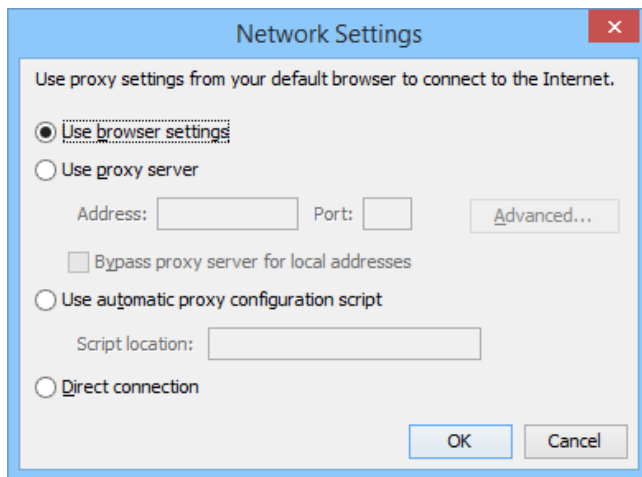 Network Settings
Use proxy settings from your default browser to connect to the Internet.
Use browser settings
Use proxy server
Address: Port: Advanced...
Bypass proxy server for local addresses
Use automatic proxy configuration script
Script location:
Direct connection
OK Cancel